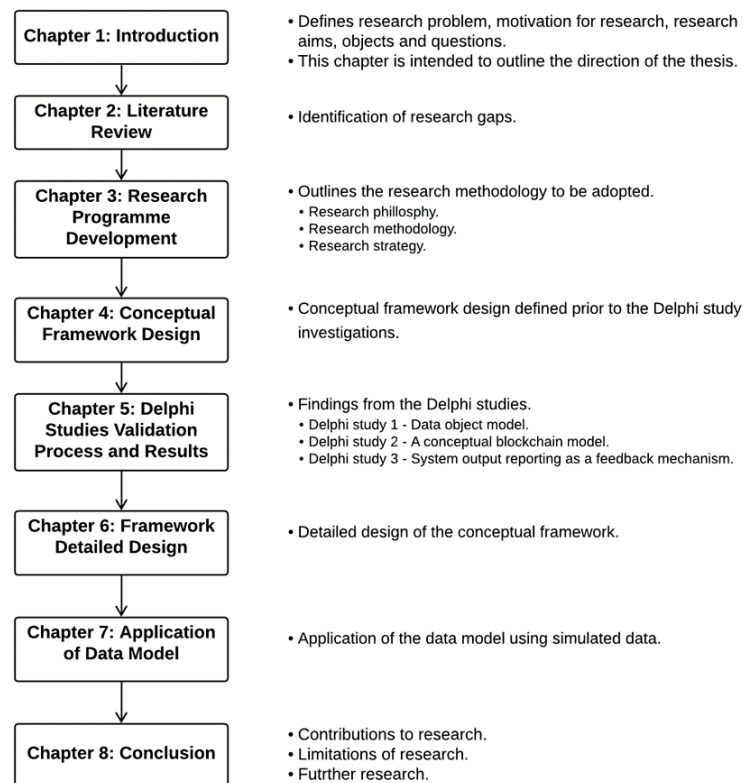 Chapter 1: Introduction
• Defines research problem, motivation for research, research
aims, objects and questions.
• This chapter is intended to outline the direction of the thesis.
Chapter 2: Literature
Review
• Identification of research gaps.
Chapter 3: Research
Programme
Development
• Outlines the research methodology to be adopted.
• Research phillosphy.
• Research methodology.
• Research strategy.
Chapter 4: Conceptual
Framework Design
• Conceptual framework design defined prior to the Delphi study
investigations.
Chapter 5: Delphi
Studies Validation
Process and Results
• Findings from the Delphi studies.
• Delphi study 1 - Data object model.
• Delphi study 2 - A conceptual blockchain model.
• Delphi study 3 - System output reporting as a feedback mechanism.
Chapter 6: Framework
Detailed Design
• Detailed design of the conceptual framework.
Chapter 7: Application
of Data Model
• Application of the data model using simulated data.
Chapter 8: Conclusion
• Contributions to research.
• Limitations of research.
• Futrther research.